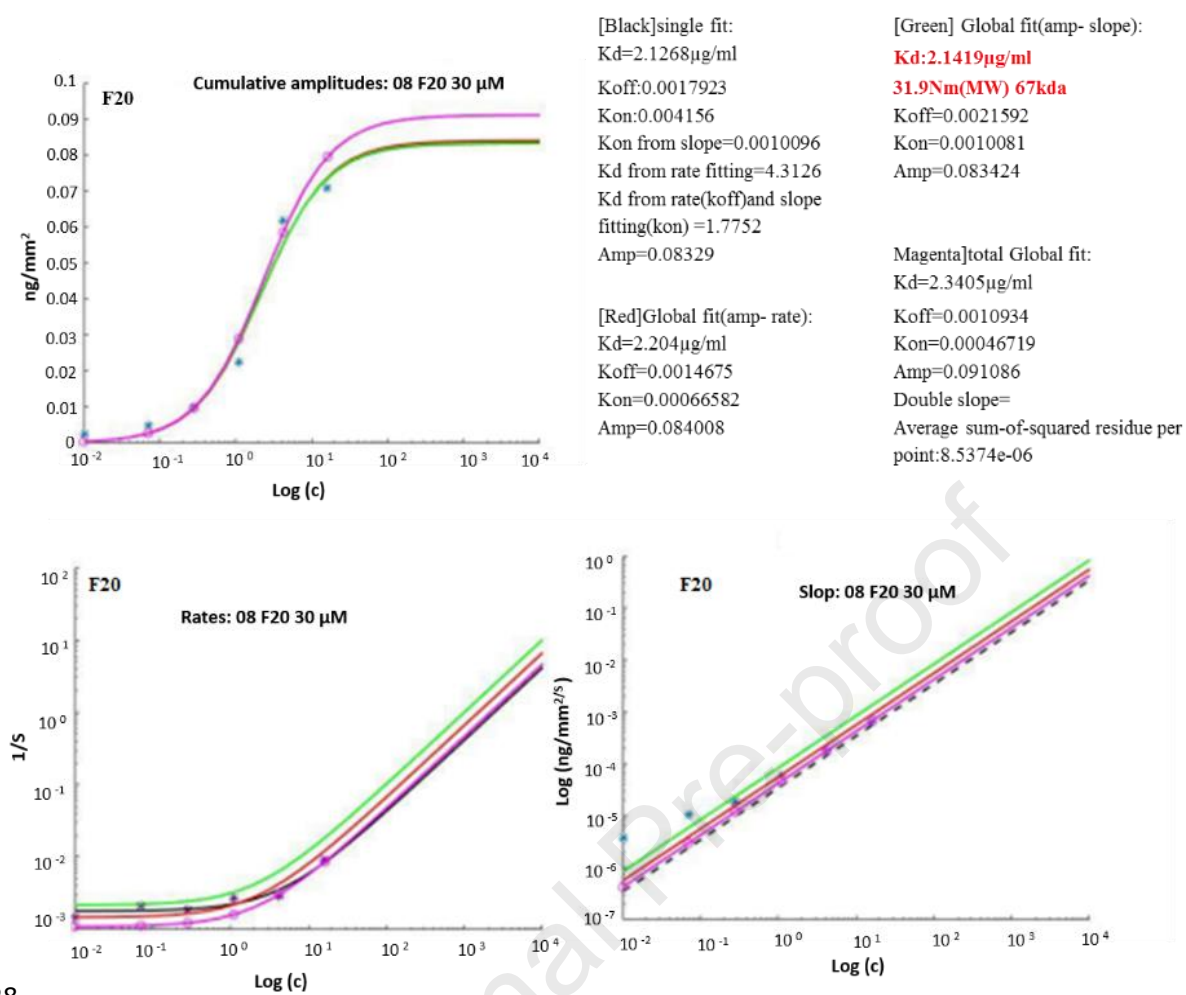 Cumulative amplitudes: 08 F20 30 µM
F20
0.1
0.09
0.08
0.07
0.06
0.05
0.04
0.03
0.02
0.01
0
ng/mm²
10⁻² 10⁻¹ 10⁰ 10¹ 10² 10³ 10⁴
Log (c)
[Black]single fit:
Kd=2.1268µg/ml
Koff:0.0017923
Kon:0.004156
Kon from slope=0.0010096
Kd from rate fitting=4.3126
Kd from rate(koff)and slope
fitting(kon) =1.7752
Amp=0.08329
[Red]Global fit(amp- rate):
Kd=2.204µg/ml
Koff=0.0014675
Kon=0.00066582
Amp=0.084008
[Green] Global fit(amp- slope):
Kd:2.1419µg/ml
31.9Nm(MW) 67kda
Koff=0.0021592
Kon=0.0010081
Amp=0.083424
Magenta]total Global fit:
Kd=2.3405µg/ml
Koff=0.0010934
Kon=0.00046719
Amp=0.091086
Double slope=
Average sum-of-squared residue per
point:8.5374e-06
F20
Rates: 08 F20 30 µM
10²
10¹
10⁰
10⁻¹
10⁻²
10⁻³
1/S
10⁻² 10⁻¹ 10⁰ 10¹ 10² 10³ 10⁴
Log (c)
F20
Slop: 08 F20 30 µM
10⁰
10⁻¹
10⁻²
10⁻³
10⁻⁴
10⁻⁵
10⁻⁶
10⁻⁷
Log (ng/mm²/ˢ)
10⁻² 10⁻¹ 10⁰ 10¹ 10² 10³ 10⁴
Log (c)
nal Pre-proof